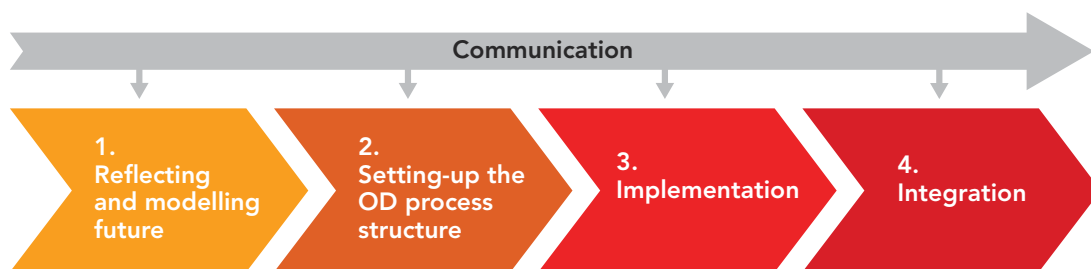 Communication
1.
Reflecting
and modelling
future
2.
Setting-up the
OD process
structure
3.
Implementation
4.
Integration